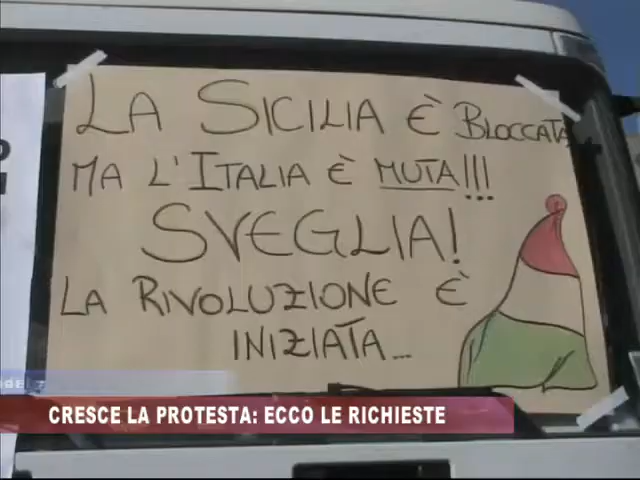 LA SICILIA È BLOCCATA
MA L'ITALIA È MUTA!!!
SVEGLIA!
LA RIVOLUZIONE È
INIZIATA...
CRESCE LA PROTESTA: ECCO LE RICHIESTE